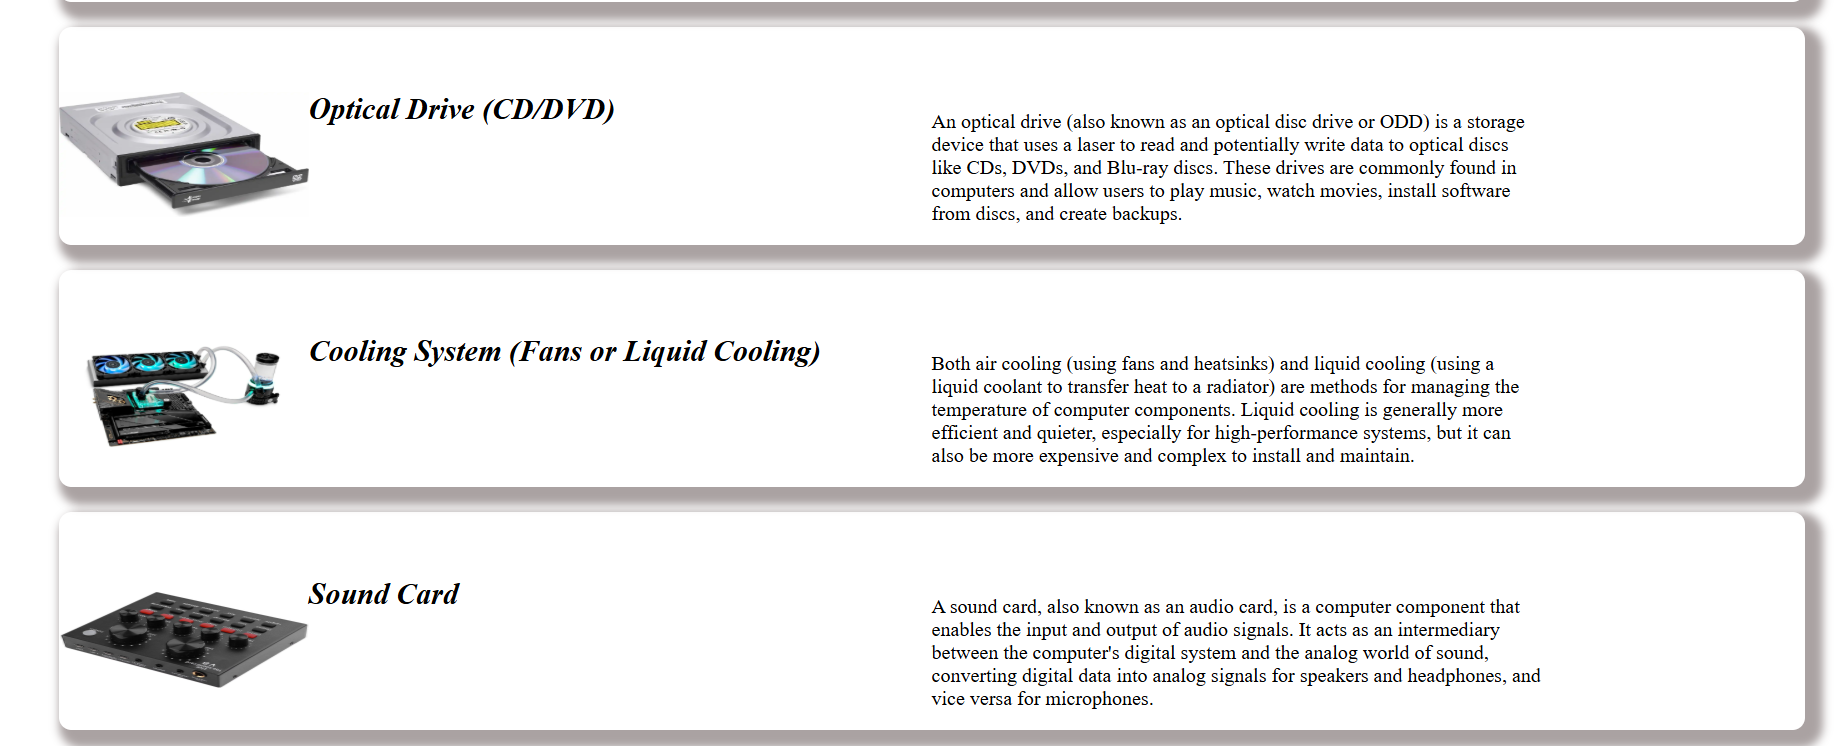 Optical Drive (CD/DVD)
An optical drive (also known as an optical disc drive or ODD) is a storage
device that uses a laser to read and potentially write data to optical discs
like CDs, DVDs, and Blu-ray discs. These drives are commonly found in
computers and allow users to play music, watch movies, install software
from discs, and create backups.
Cooling System (Fans or Liquid Cooling)
Both air cooling (using fans and heatsinks) and liquid cooling (using a
liquid coolant to transfer heat to a radiator) are methods for managing the
temperature of computer components. Liquid cooling is generally more
efficient and quieter, especially for high-performance systems, but it can
also be more expensive and complex to install and maintain.
Sound Card
A sound card, also known as an audio card, is a computer component that
enables the input and output of audio signals. It acts as an intermediary
between the computer's digital system and the analog world of sound,
converting digital data into analog signals for speakers and headphones, and
vice versa for microphones.